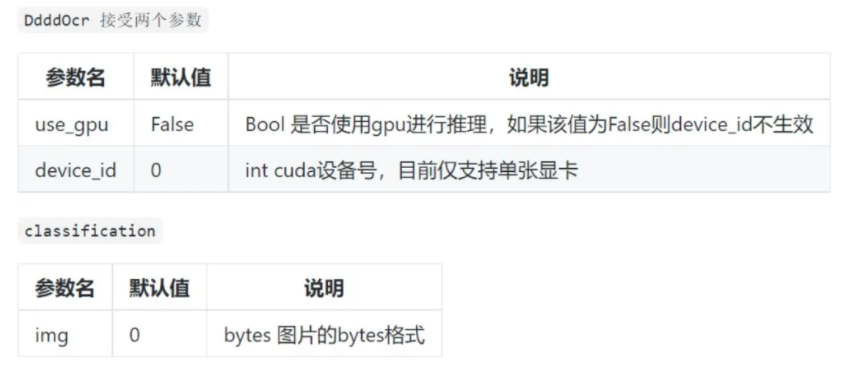 DdddOcr 接受两个参数
参数名 默认值 说明
use_gpu False Bool 是否使用gpu进行推理，如果该值为False则device_id不生效
device_id 0 int cuda设备号，目前仅支持单张显卡
classification
参数名 默认值 说明
img 0 bytes 图片的bytes格式